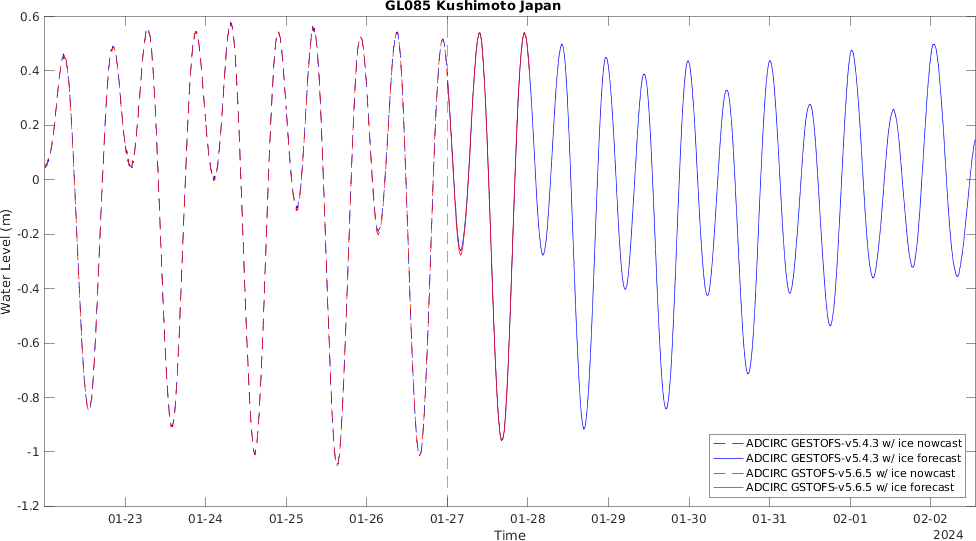 GL085 Kushimoto Japan
0.6
0.4
0.2
0
-0.2
-0.4
-0.6
-0.8
-1
-1.2
Water Level (m)
ADCIRC GESTOFS-v5.4.3 w/ ice nowcast
ADCIRC GESTOFS-v5.4.3 w/ ice forecast
ADCIRC GSTOFS-v5.6.5 w/ ice nowcast
ADCIRC GSTOFS-v5.6.5 w/ ice forecast
01-23 01-24 01-25 01-26 01-27 01-28 01-29 01-30 01-31 02-01 02-02
Time 2024